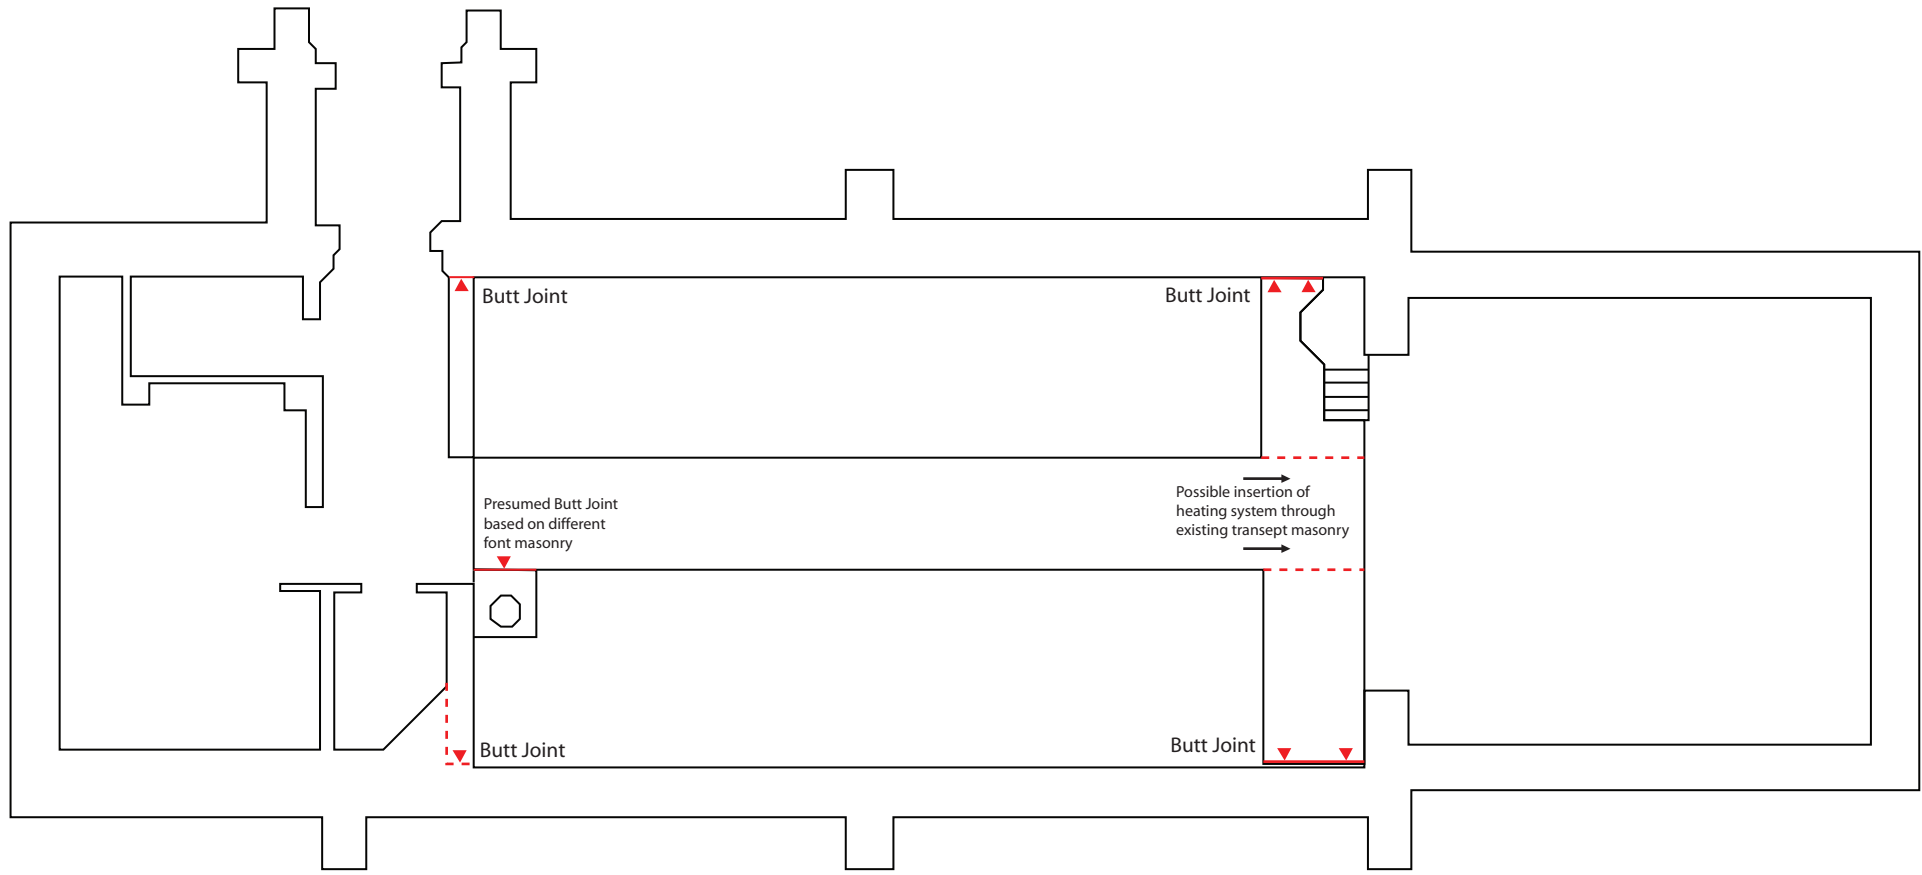 Butt Joint
Butt Joint
Presumed Butt Joint
based on different
font masonry
Possible insertion of
heating system through
existing transept masonry
Butt Joint
Butt Joint